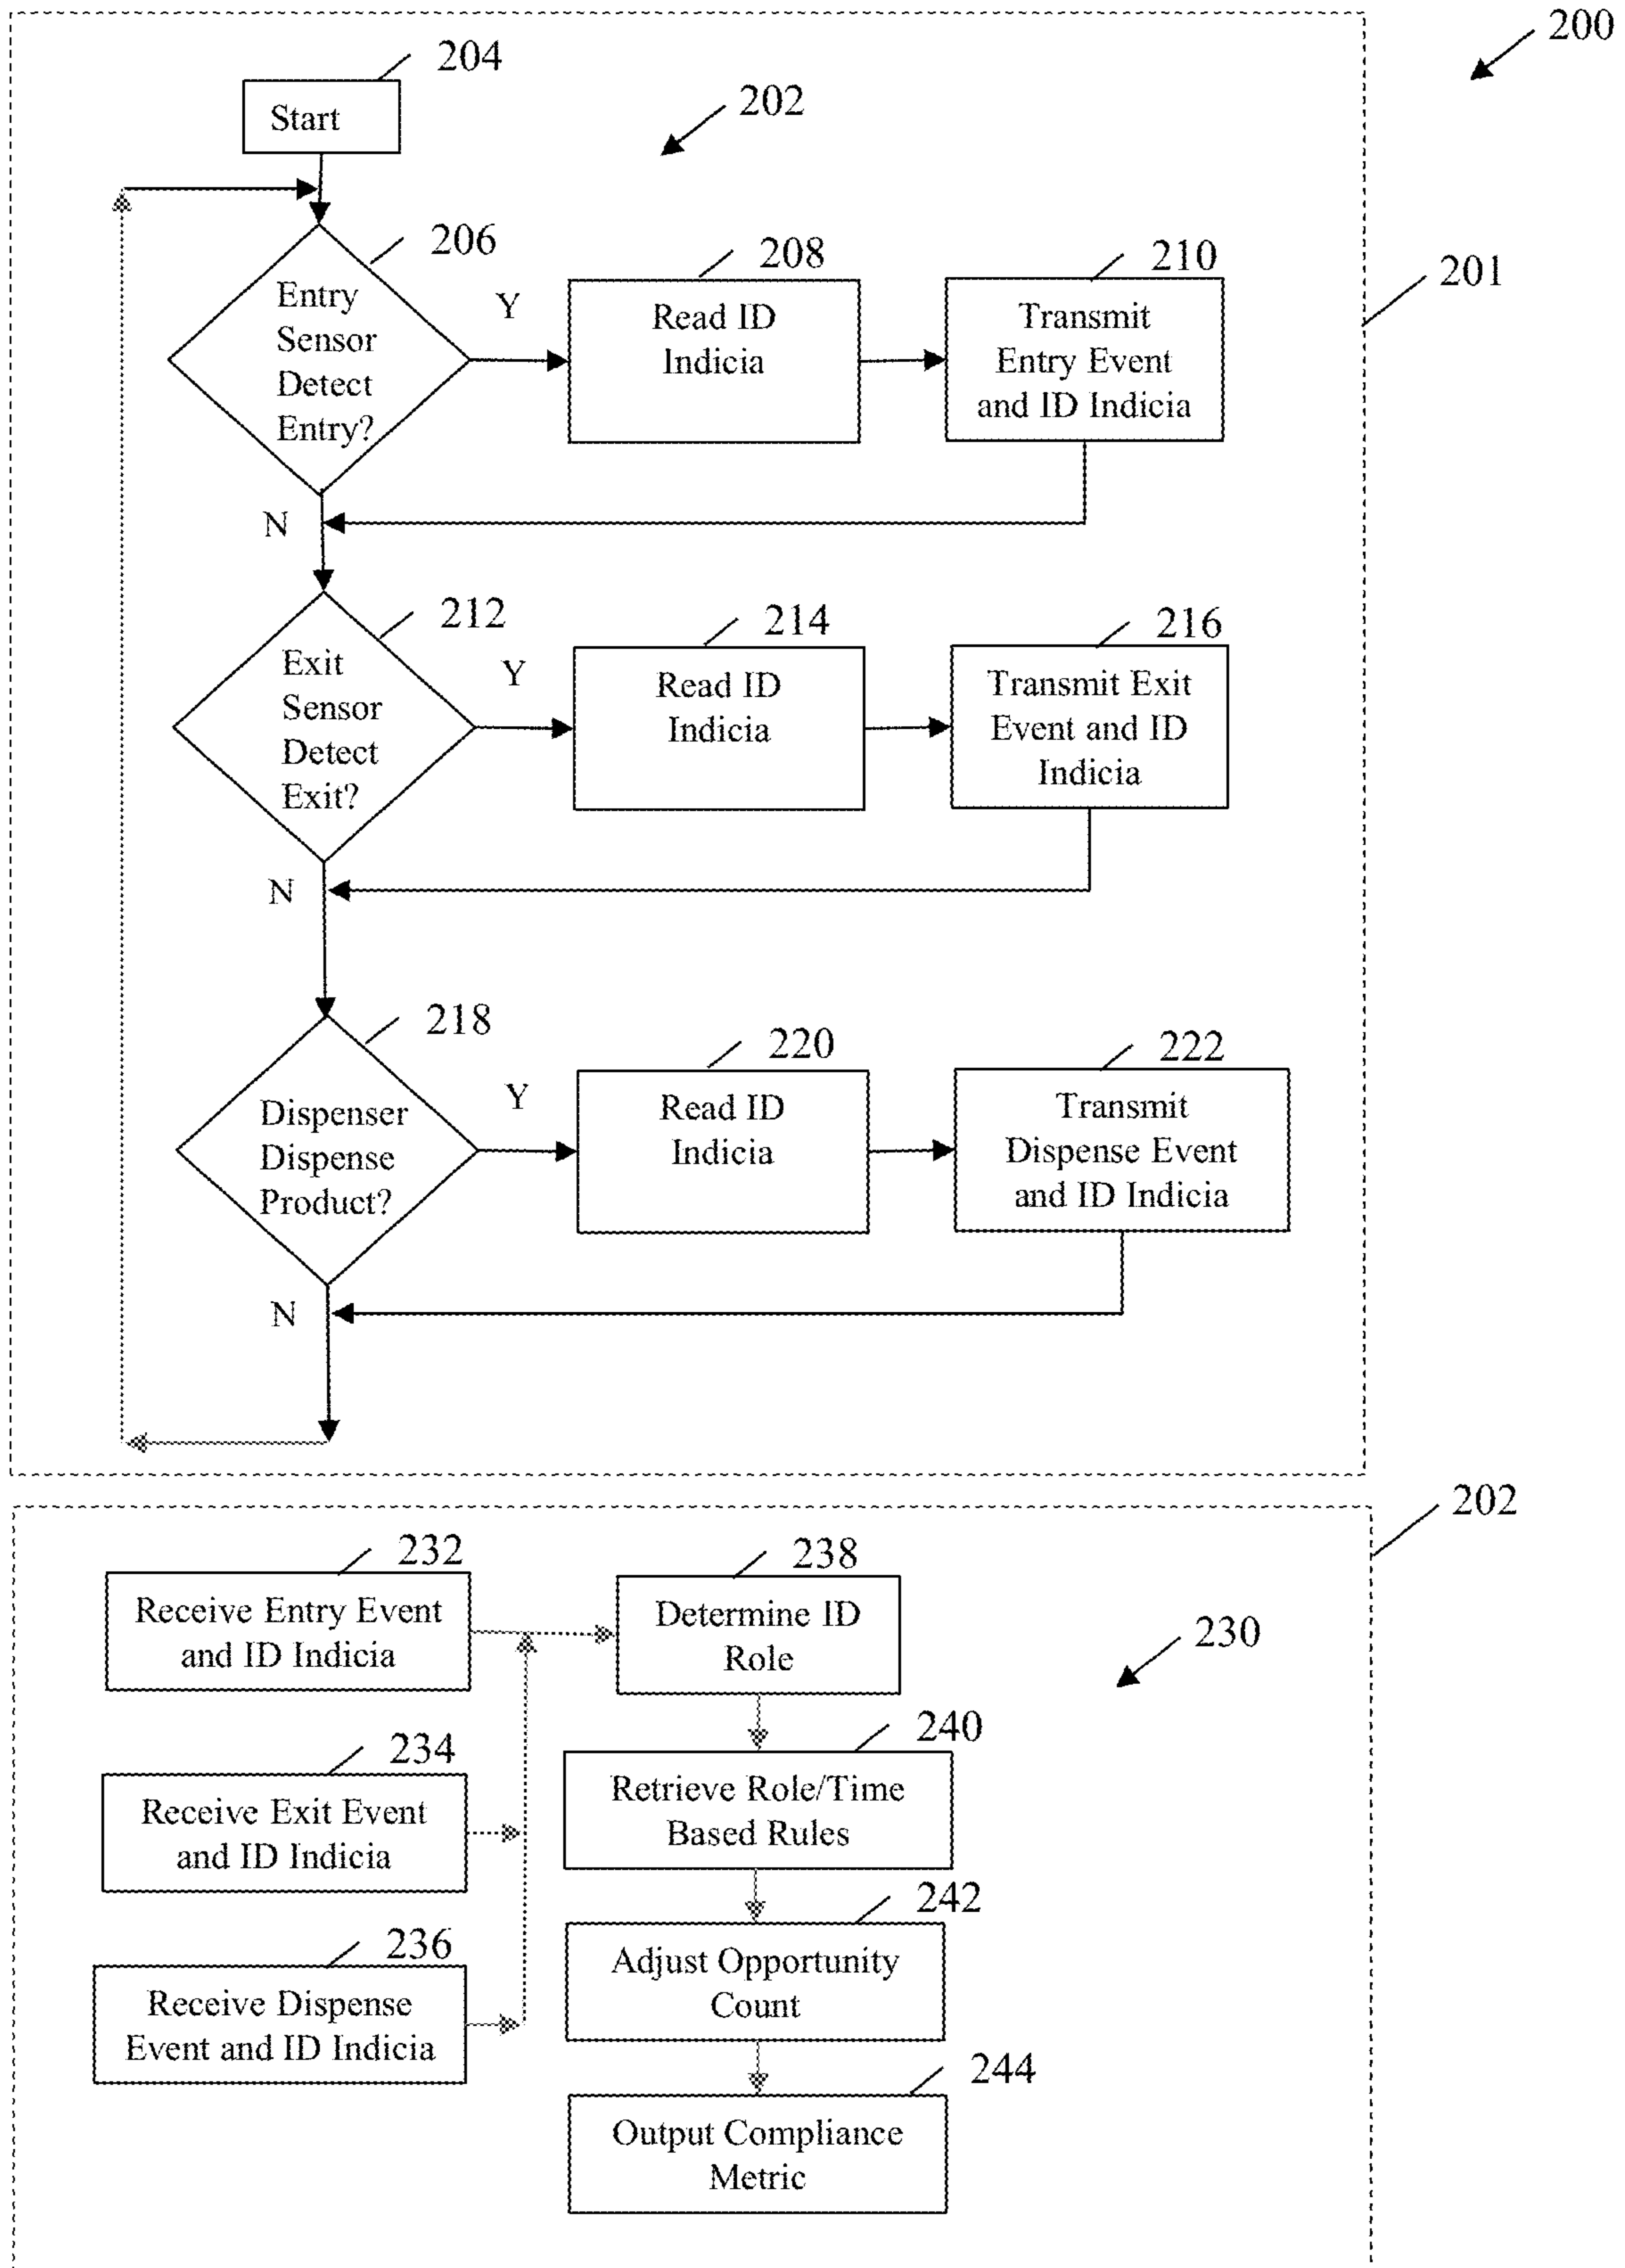 200
204
Start
202
206
Entry
Sensor
Detect
Entry?
Y
208
Read ID
Indicia
210
Transmit
Entry Event
and ID Indicia
201
N
212
Exit
Sensor
Detect
Exit?
Y
214
Read ID
Indicia
216
Transmit Exit
Event and ID
Indicia
N
218
Dispenser
Dispense
Product?
Y
220
Read ID
Indicia
222
Transmit
Dispense Event
and ID Indicia
N
202
232
Receive Entry Event
and ID Indicia
238
Determine ID
Role
230
234
Receive Exit Event
and ID Indicia
240
Retrieve Role/Time
Based Rules
236
Receive Dispense
Event and ID Indicia
242
Adjust Opportunity
Count
244
Output Compliance
Metric